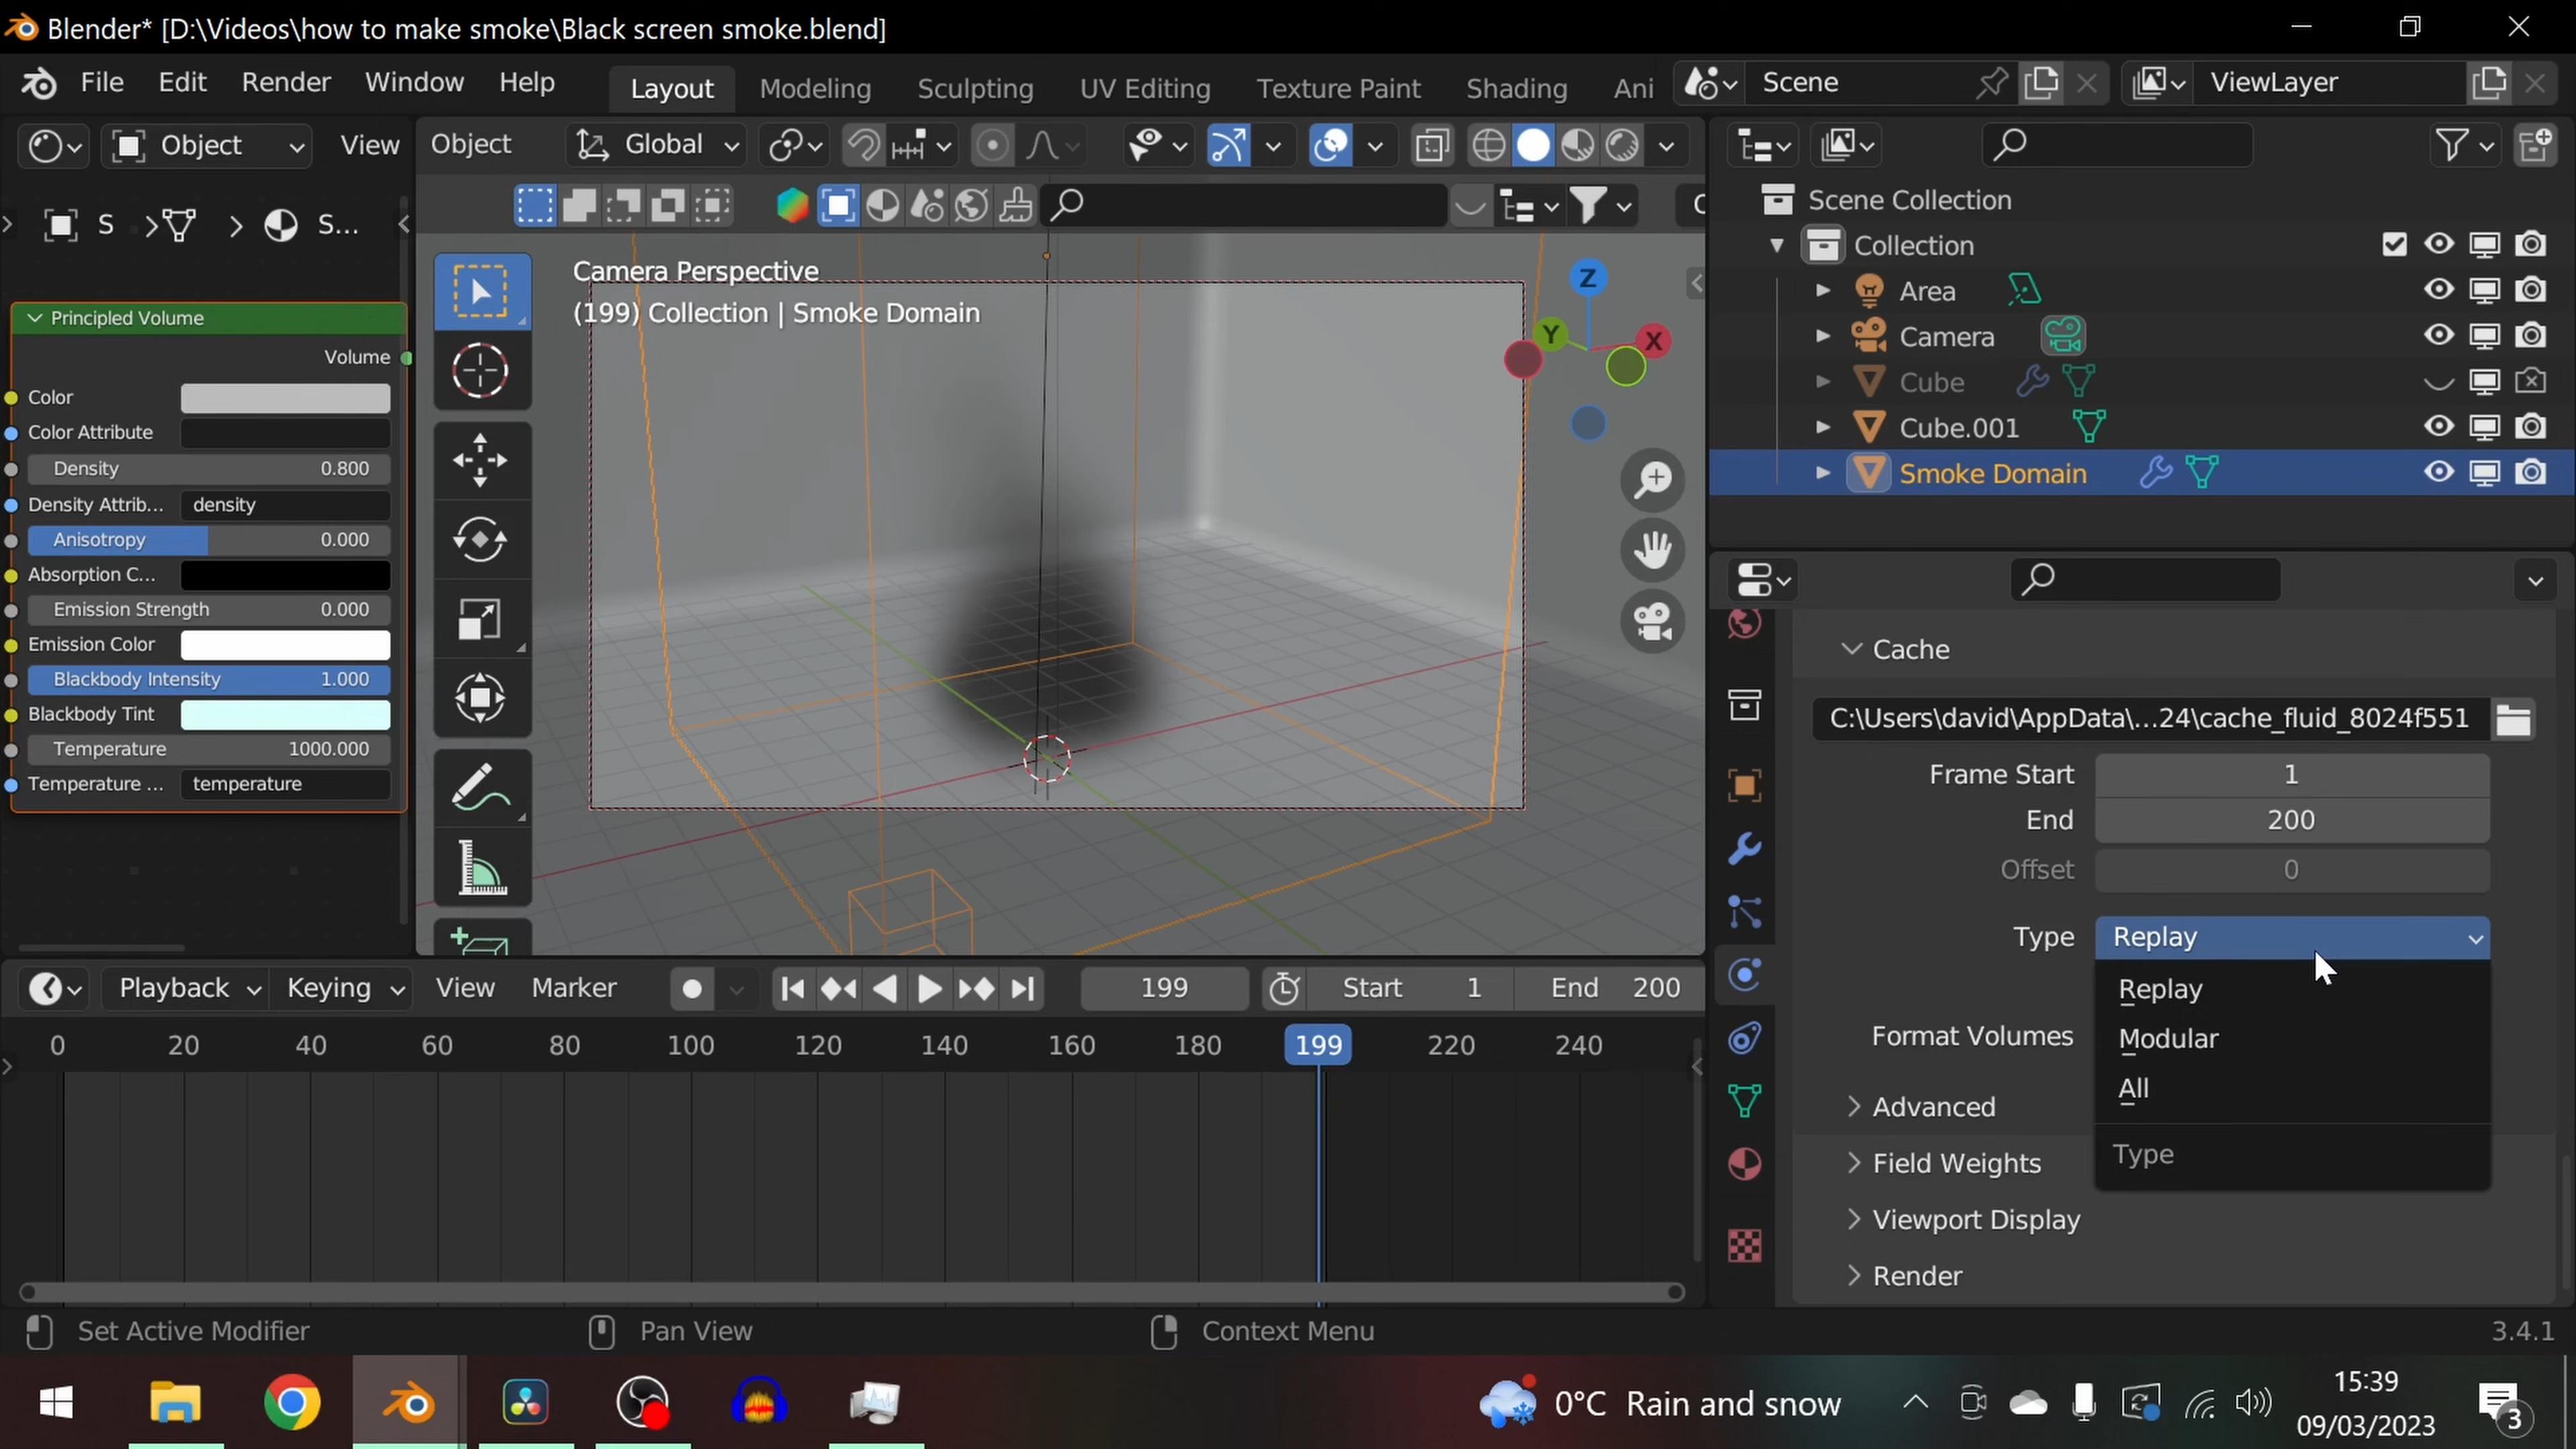 Blender* [D:\Videos\how to make smoke\Black screen smoke.blend]
File Edit Render Window Help Layout Modeling Sculpting UV Editing Texture Paint Shading Ani Scene ViewLayer
Object View Object Global
S S...
Principled Volume
Volume
Color
Color Attribute
Density 0.800
Density Attrib... density
Anisotropy 0.000
Absorption C...
Emission Strength 0.000
Emission Color
Blackbody Intensity 1.000
Blackbody Tint
Temperature 1000.000
Temperature ... temperature
Camera Perspective
(199) Collection | Smoke Domain
Z
Y
X
Scene Collection
Collection
Area
Camera
Cube
Cube.001
Smoke Domain
Cache
C:\Users\david\AppData\...24\cache_fluid_8024f551
Frame Start 1
End 200
Offset 0
Type Replay
Replay
Modular
All
Type
Format Volumes
Advanced
Field Weights
Viewport Display
Render
Playback Keying View Marker 199 Start 1 End 200
0 20 40 60 80 100 120 140 160 180 199 220 240
Set Active Modifier Pan View Context Menu 3.4.1
0°C Rain and snow
15:39
09/03/2023
3